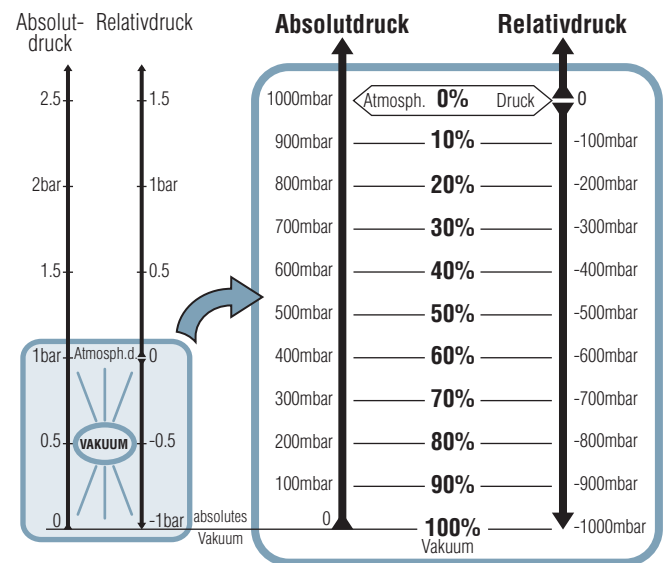 Absolut-
druck
Relativdruck
2.5
1.5
2bar
1bar
1.5
0.5
1bar
Atmosph.d.
0
0.5
VAKUUM
-0.5
0
-1bar
absolutes
Vakuum
Absolutdruck
Relativdruck
1000mbar Atmosph. 0% Druck 0
900mbar 10% -100mbar
800mbar 20% -200mbar
700mbar 30% -300mbar
600mbar 40% -400mbar
500mbar 50% -500mbar
400mbar 60% -600mbar
300mbar 70% -700mbar
200mbar 80% -800mbar
100mbar 90% -900mbar
0 100% -1000mbar
Vakuum